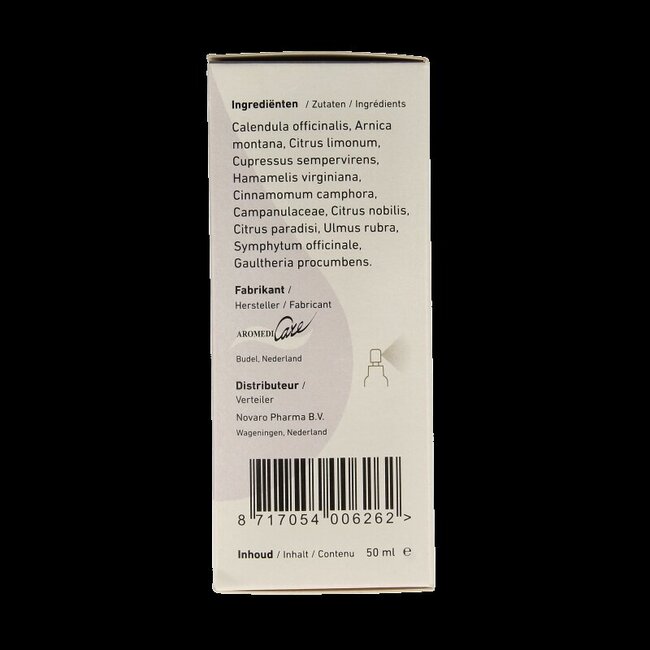 Ingrediënten / Zutaten / Ingrédients
Calendula officinalis, Arnica
montana, Citrus limonum,
Cupressus sempervirens,
Hamamelis virginiana,
Cinnamomum camphora,
Campanulaceae, Citrus nobilis,
Citrus paradisi, Ulmus rubra,
Symphytum officinale,
Gaultheria procumbens.
Fabrikant /
Hersteller / Fabricant
AROMEDICare
Budel, Nederland
Distributeur /
Verteiler
Novaro Pharma B.V.
Wageningen, Nederland
8 717054 006262 >
Inhoud / Inhalt / Contenu 50 ml ℮